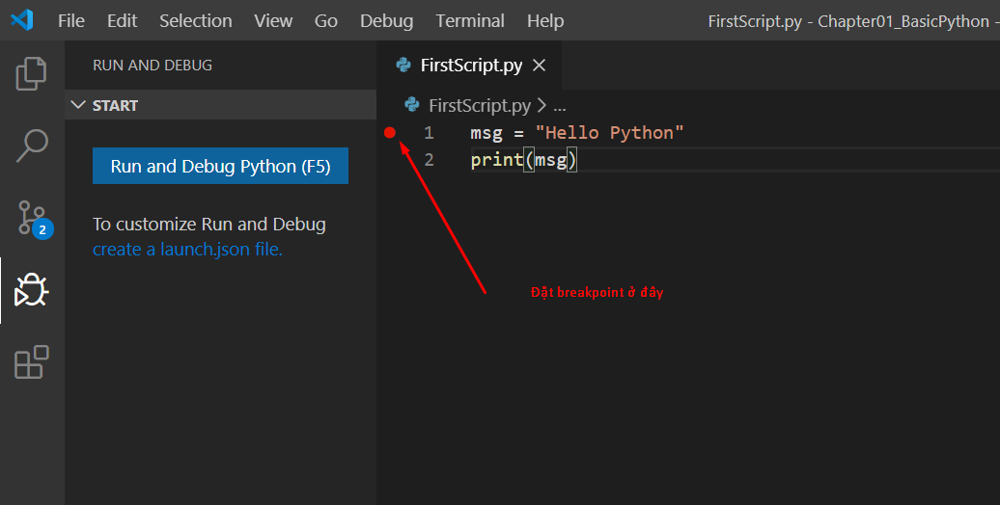 File Edit Selection View Go Debug Terminal Help FirstScript.py - Chapter01_BasicPython -
RUN AND DEBUG
START
Run and Debug Python (F5)
To customize Run and Debug
create a launch.json file.
2
FirstScript.py
FirstScript.py > ...
1 msg = "Hello Python"
2 print(msg)
Đặt breakpoint ở đây